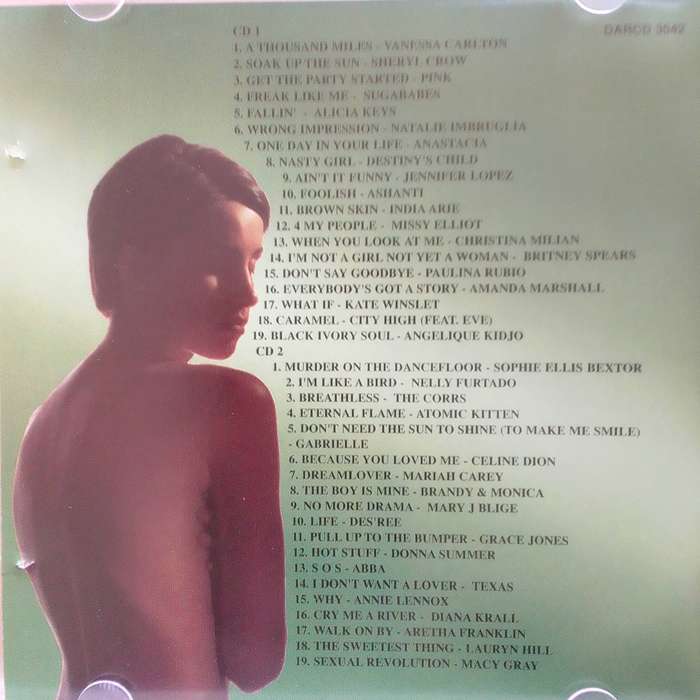 CD 1
DARCD 3042
1. A THOUSAND MILES - VANESSA CARLTON
2. SOAK UP THE SUN - SHERYL CROW
3. GET THE PARTY STARTED - PINK
4. FREAK LIKE ME - SUGABABES
5. FALLIN' - ALICIA KEYS
6. WRONG IMPRESSION - NATALIE IMBRUGLIA
7. ONE DAY IN YOUR LIFE - ANASTACIA
8. NASTY GIRL - DESTINY'S CHILD
9. AIN'T IT FUNNY - JENNIFER LOPEZ
10. FOOLISH - ASHANTI
11. BROWN SKIN - INDIA ARIE
12. 4 MY PEOPLE - MISSY ELLIOT
13. WHEN YOU LOOK AT ME - CHRISTINA MILIAN
14. I'M NOT A GIRL NOT YET A WOMAN - BRITNEY SPEARS
15. DON'T SAY GOODBYE - PAULINA RUBIO
16. EVERYBODY'S GOT A STORY - AMANDA MARSHALL
17. WHAT IF - KATE WINSLET
18. CARAMEL - CITY HIGH (FEAT. EVE)
19. BLACK IVORY SOUL - ANGELIQUE KIDJO
CD 2
1. MURDER ON THE DANCEFLOOR - SOPHIE ELLIS BEXTOR
2. I'M LIKE A BIRD - NELLY FURTADO
3. BREATHLESS - THE CORRS
4. ETERNAL FLAME - ATOMIC KITTEN
5. DON'T NEED THE SUN TO SHINE (TO MAKE ME SMILE)
- GABRIELLE
6. BECAUSE YOU LOVED ME - CELINE DION
7. DREAMLOVER - MARIAH CAREY
8. THE BOY IS MINE - BRANDY & MONICA
9. NO MORE DRAMA - MARY J BLIGE
10. LIFE - DES'REE
11. PULL UP TO THE BUMPER - GRACE JONES
12. HOT STUFF - DONNA SUMMER
13. S O S - ABBA
14. I DON'T WANT A LOVER - TEXAS
15. WHY - ANNIE LENNOX
16. CRY ME A RIVER - DIANA KRALL
17. WALK ON BY - ARETHA FRANKLIN
18. THE SWEETEST THING - LAURYN HILL
19. SEXUAL REVOLUTION - MACY GRAY